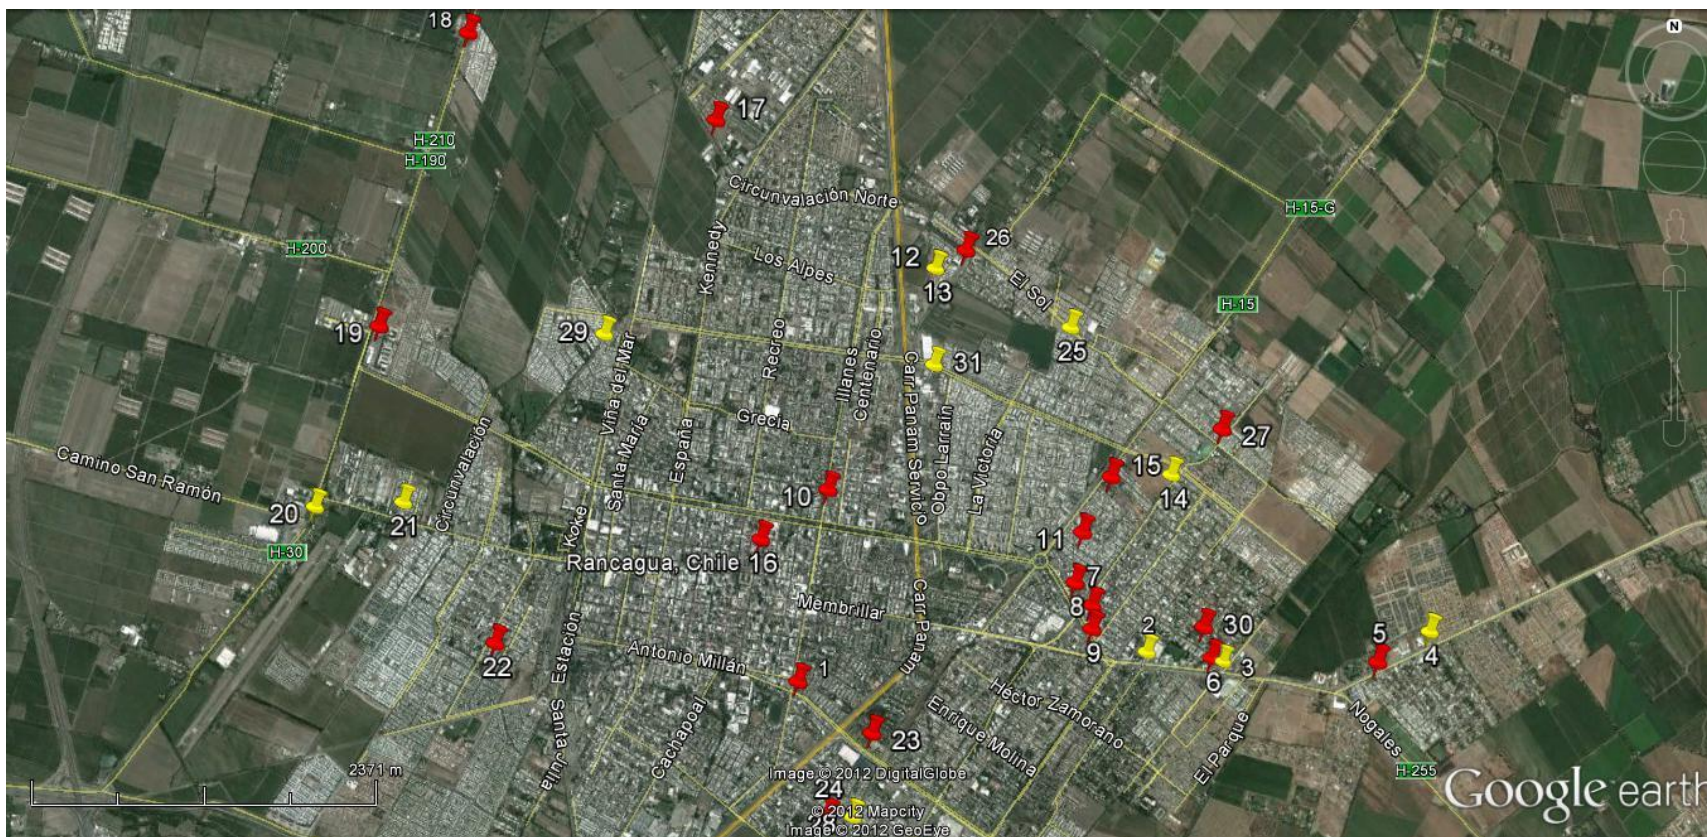 18
N
17
H-210
H-190
Circunvalación Norte
H-15-G
Kennedy
26
H-200
Los Alpes
12
13
El Sol
H-15
19
29
Viña del Mar
Recreo
Illanes
Centenario
Carr Panam Servicio
31
25
Santa María
España
Grecia
Obpo Larraín
La Victoria
27
Camino San Ramón
Circunvalación
15
14
10
20
21
Koke
11
H-30
Rancagua, Chile
16
7
8
Membrillar
Carr Panam
2
30
9
5
22
Estación
Antonio Millán
1
6
3
4
Héctor Zamorano
Cachapoal
Enrique Molina
El Parque
Nogales
23
Santa Julia
2371 m
Image © 2012 DigitalGlobe
H-255
24
© 2012 Mapcity
28
Image © 2012 GeoEye
Google earth